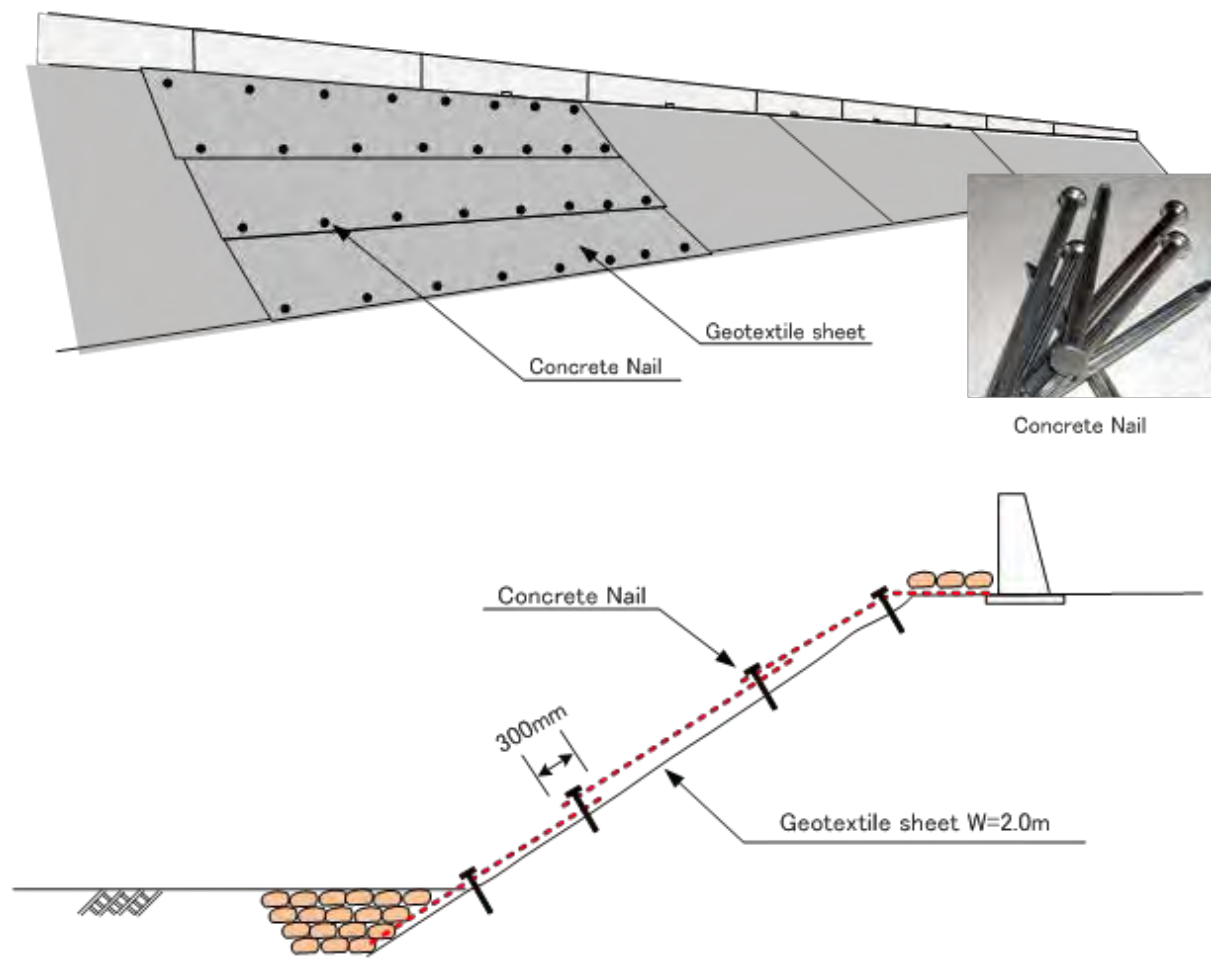 Geotextile sheet
Concrete Nail
Concrete Nail
Concrete Nail
300mm
Geotextile sheet W=2.0m